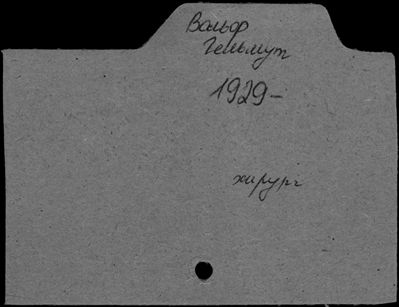 Вольф
Гельмут
1929-
хирург